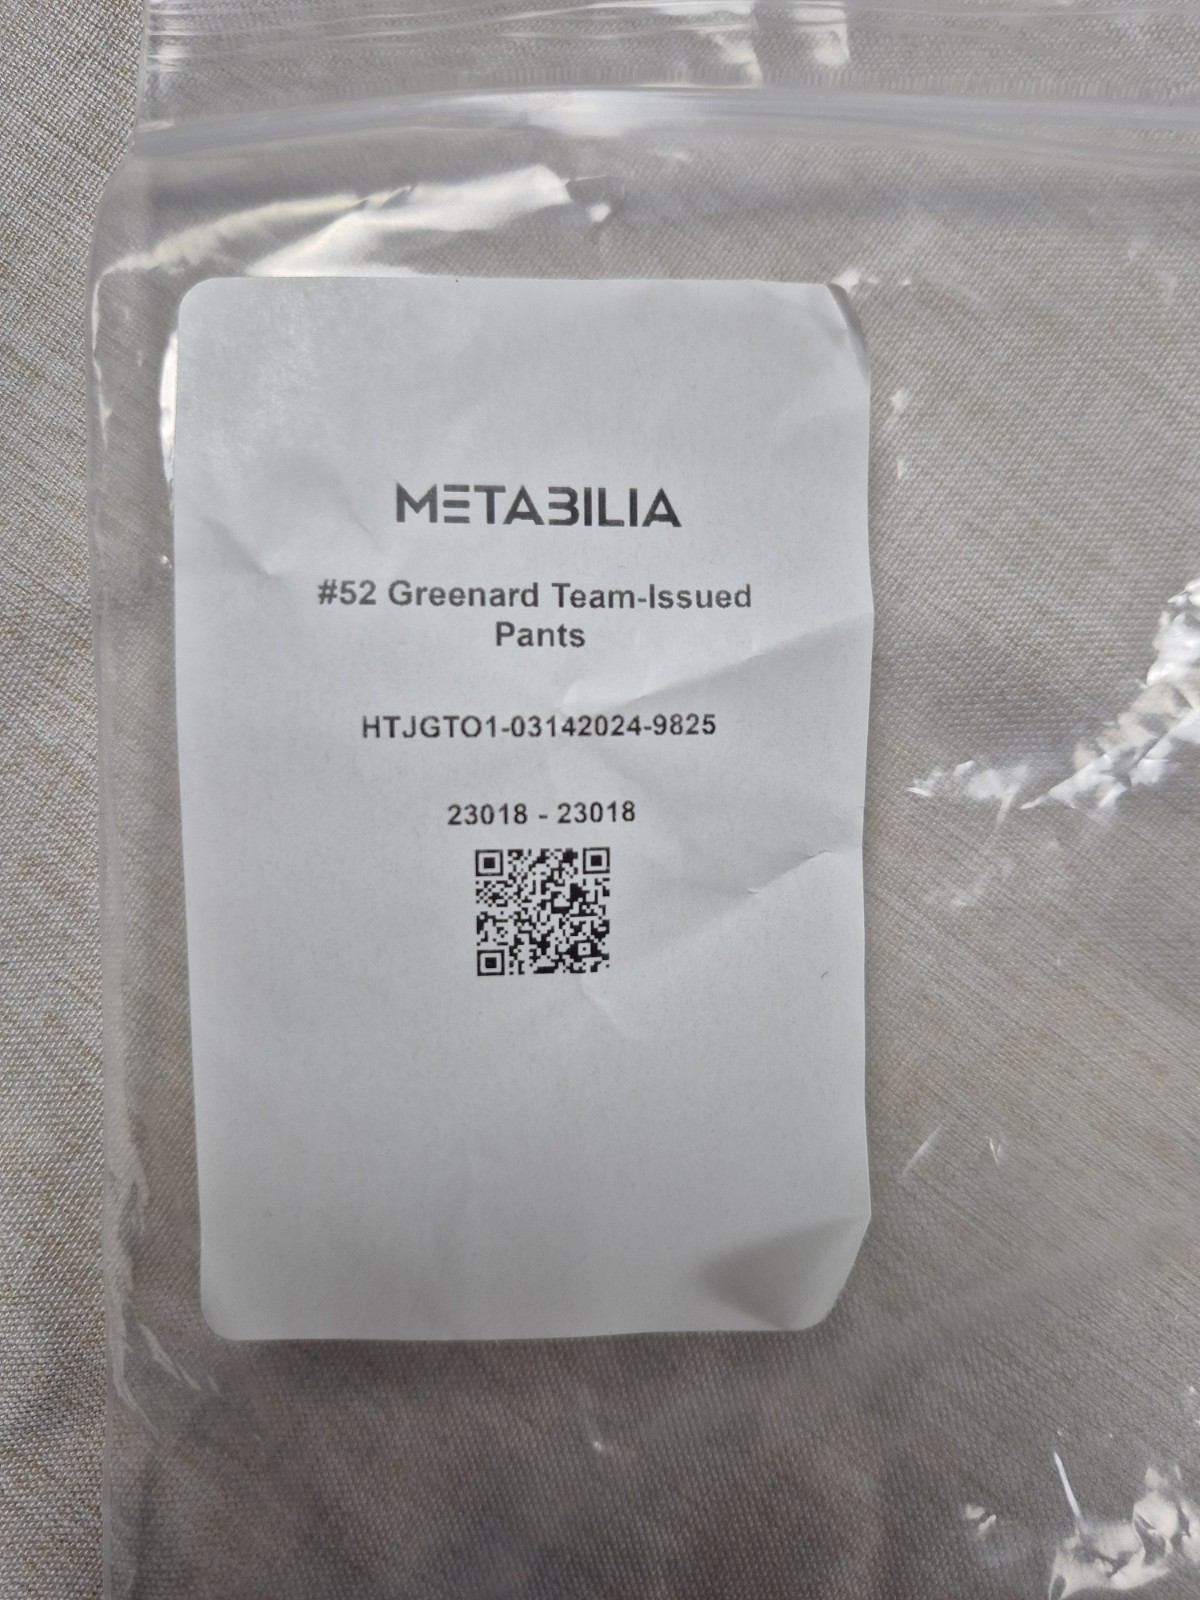 METABILIA
#52 Greenard Team-Issued
Pants
HTJGTO1-03142024-9825
23018 - 23018